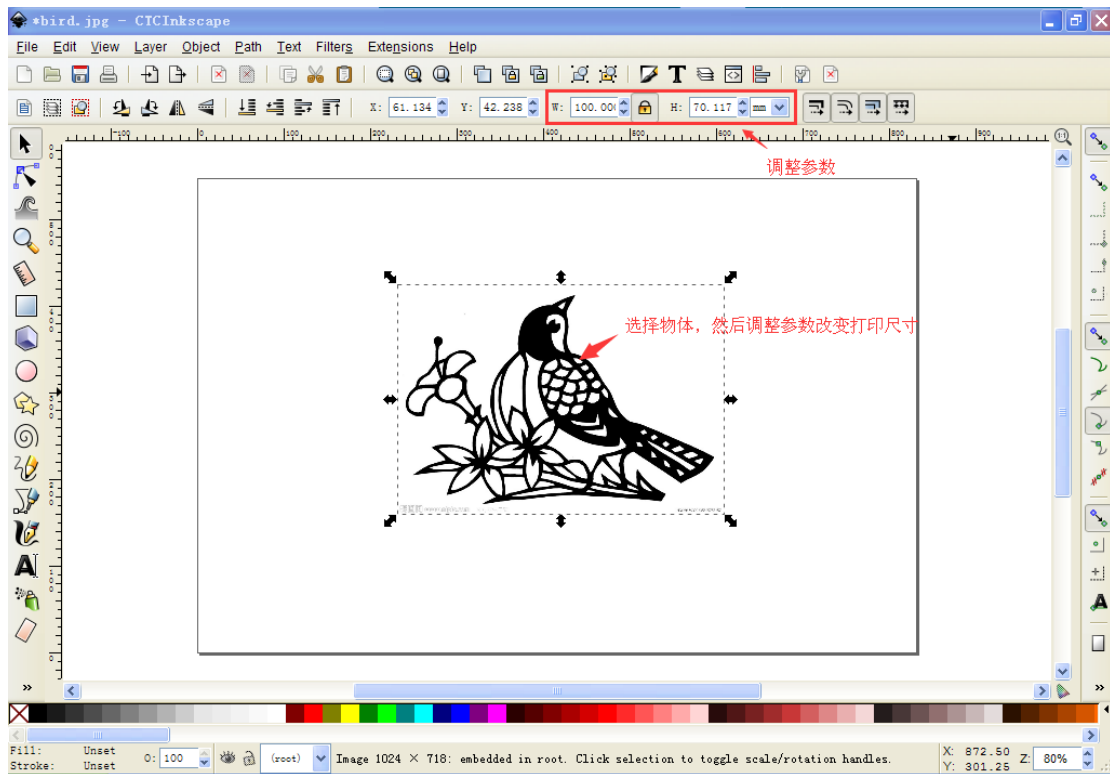 *bird.jpg - CTCInkscape
File Edit View Layer Object Path Text Filters Extensions Help
X: 61.134 Y: 42.238 W: 100.00 H: 70.117 mm
调整参数
选择物体，然后调整参数改变打印尺寸
Fill: Unset
Stroke: Unset
O: 100
(root)
Image 1024 × 718: embedded in root. Click selection to toggle scale/rotation handles.
X: 872.50
Y: 301.25
Z: 80%